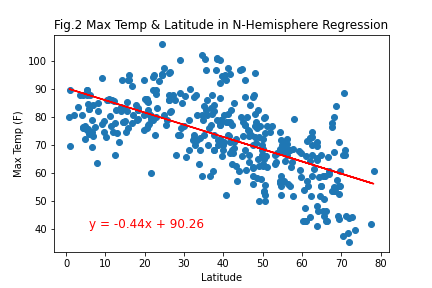 Fig.2 Max Temp & Latitude in N-Hemisphere Regression
100
90
80
70
60
50
40
Max Temp (F)
y = -0.44x + 90.26
0 10 20 30 40 50 60 70 80
Latitude